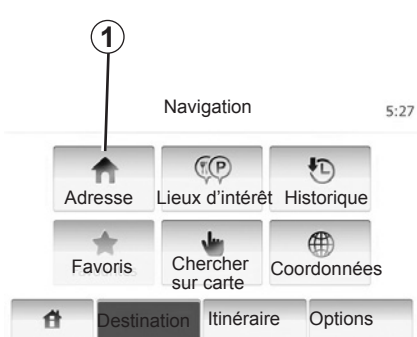 1
Navigation
5:27
Adresse
Lieux d'intérêt
Historique
Favoris
Chercher
sur carte
Coordonnées
Destination
Itinéraire
Options